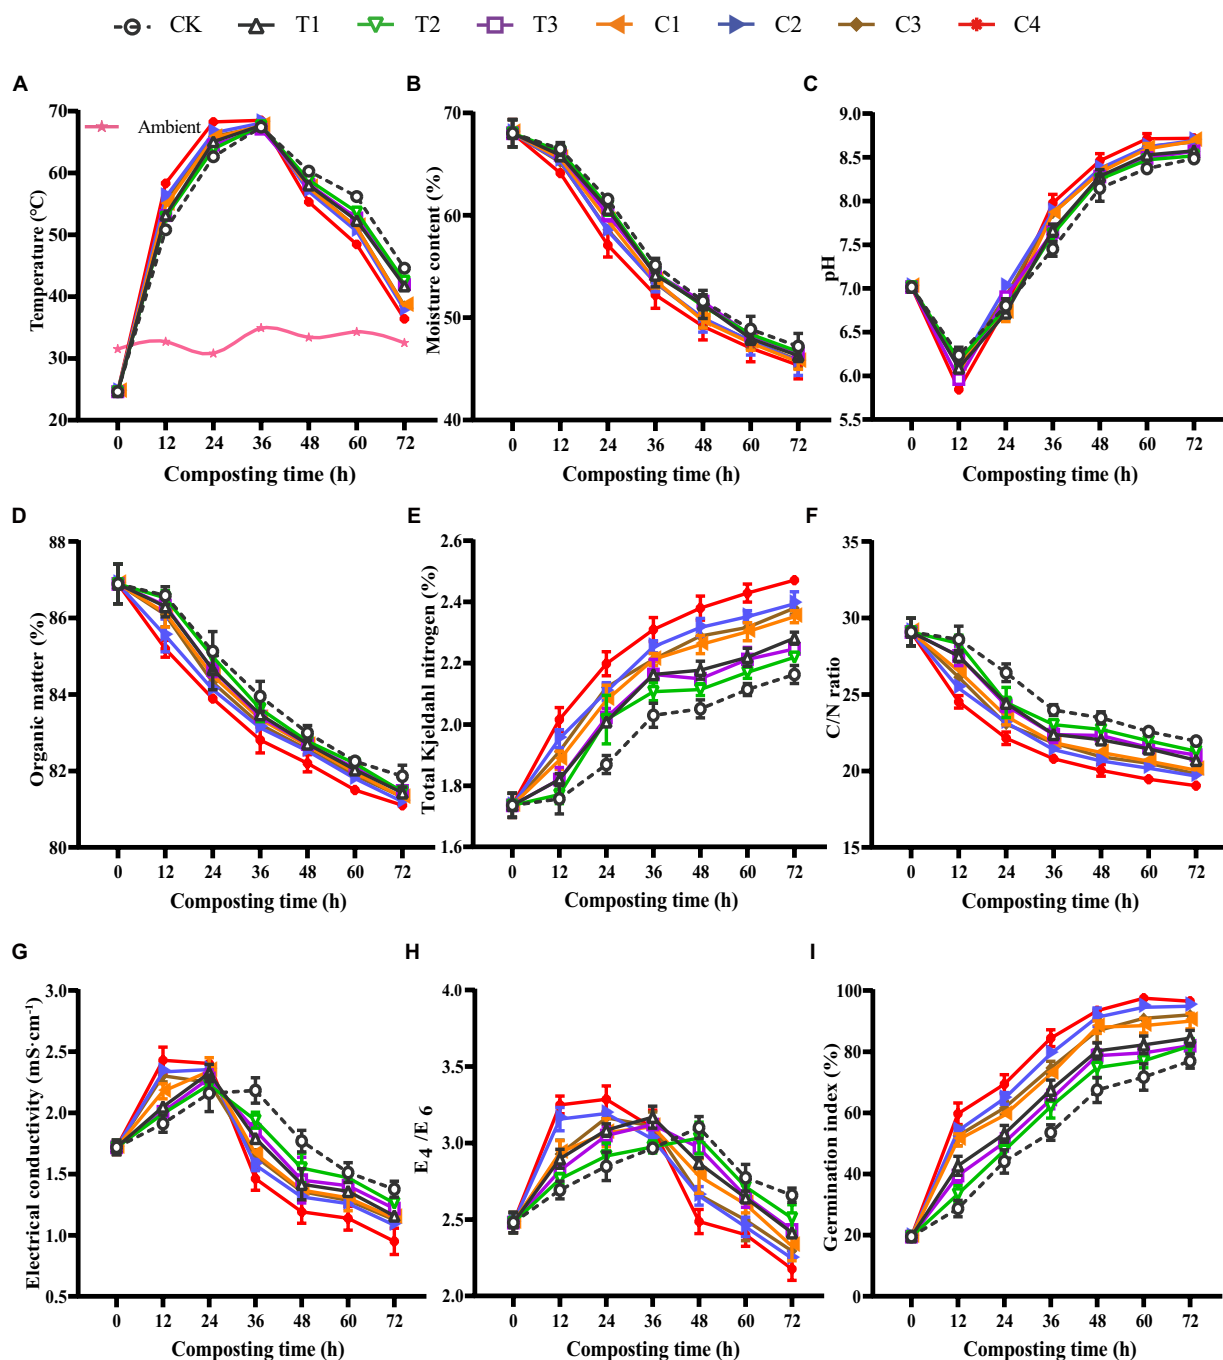 CK T1 T2 T3 C1 C2 C3 C4
A
Temperature (°C)
70
60
50
40
30
20
Ambient
0 12 24 36 48 60 72
Composting time (h)
B
Moisture content (%)
70
60
50
40
0 12 24 36 48 60 72
Composting time (h)
C
pH
9.0
8.5
8.0
7.5
7.0
6.5
6.0
5.5
0 12 24 36 48 60 72
Composting time (h)
D
Organic matter (%)
88
86
84
82
80
0 12 24 36 48 60 72
Composting time (h)
E
Total Kjeldahl nitrogen (%)
2.6
2.4
2.2
2.0
1.8
1.6
0 12 24 36 48 60 72
Composting time (h)
F
C/N ratio
35
30
25
20
15
0 12 24 36 48 60 72
Composting time (h)
G
Electrical conductivity (mS·cm⁻¹)
3.0
2.5
2.0
1.5
1.0
0.5
0 12 24 36 48 60 72
Composting time (h)
H
E₄/E₆
4.0
3.5
3.0
2.5
2.0
0 12 24 36 48 60 72
Composting time (h)
I
Germination index (%)
100
80
60
40
20
0
0 12 24 36 48 60 72
Composting time (h)